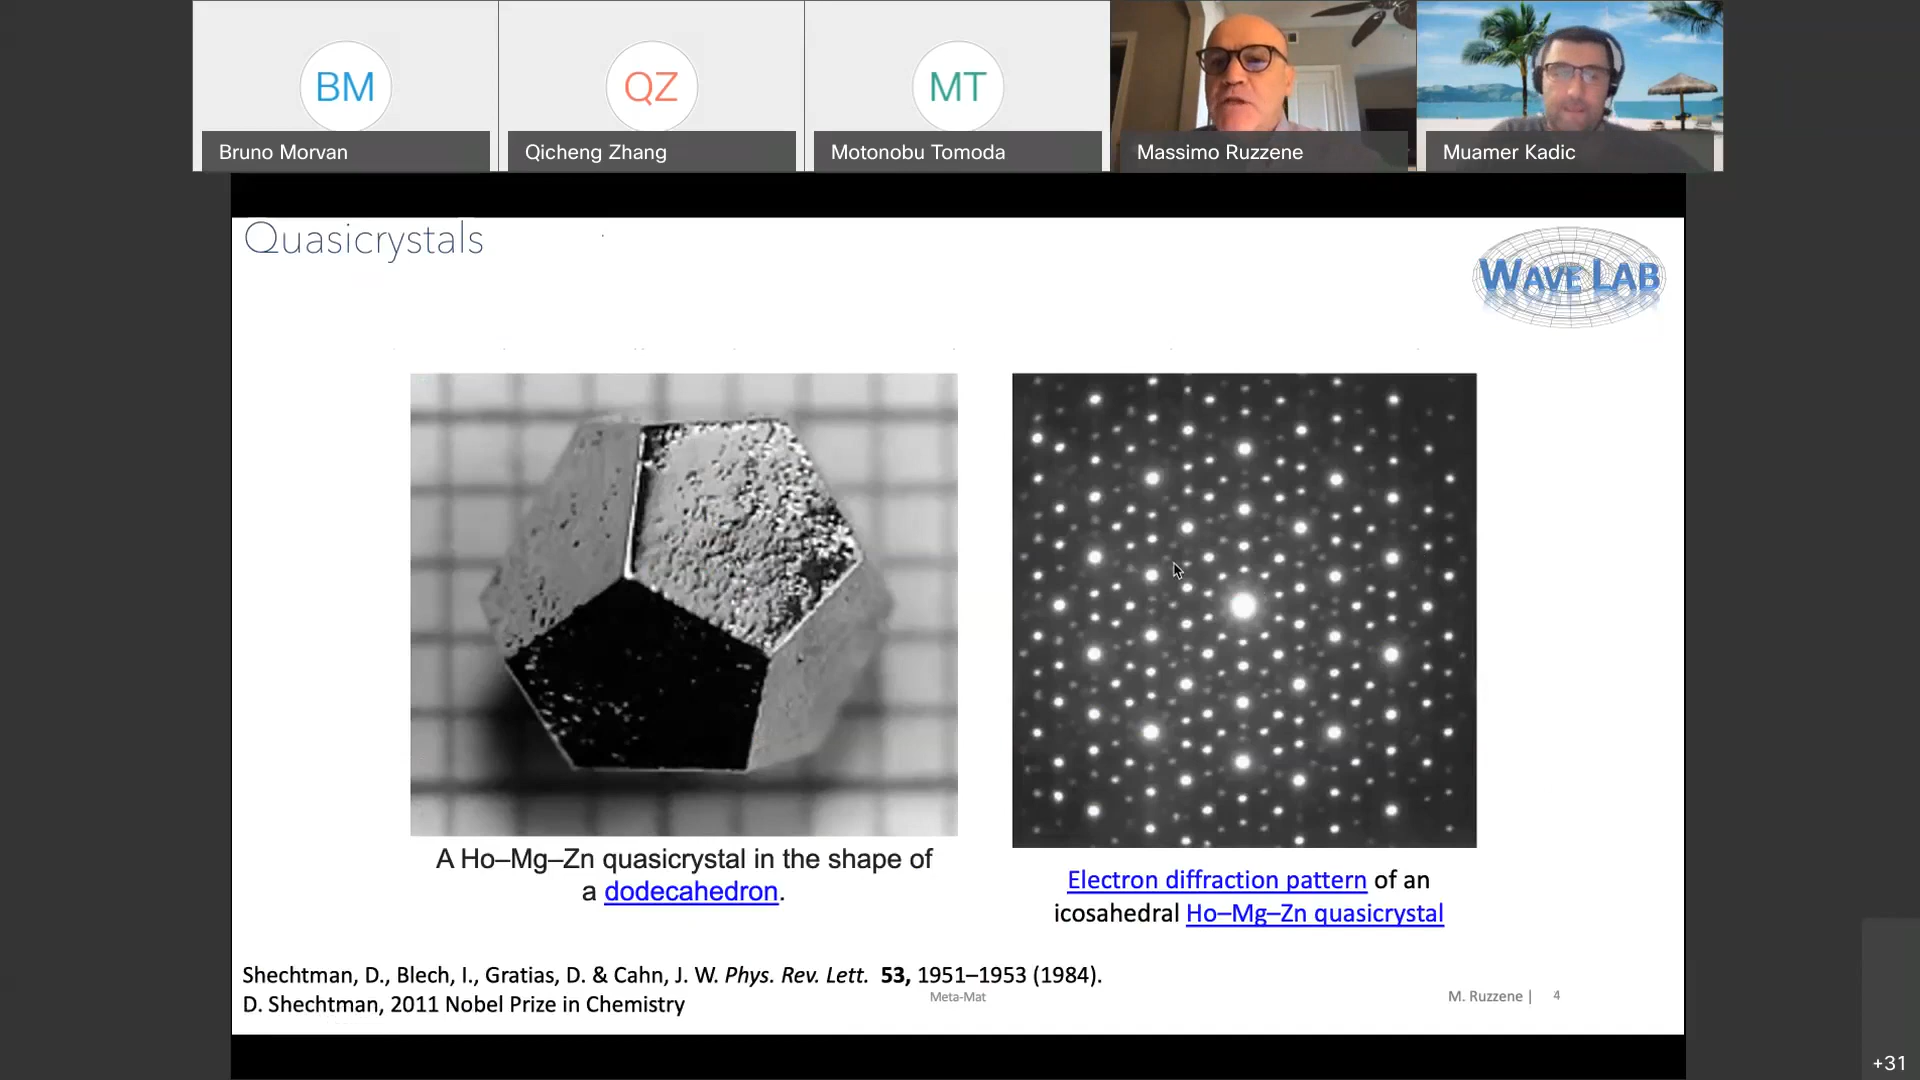 BM
QZ
MT
Bruno Morvan
Qicheng Zhang
Motonobu Tomoda
Massimo Ruzzene
Muamer Kadic
Quasicrystals
WAVE LAB
A Ho–Mg–Zn quasicrystal in the shape of
a dodecahedron.
Electron diffraction pattern of an
icosahedral Ho–Mg–Zn quasicrystal
Shechtman, D., Blech, I., Gratias, D. & Cahn, J. W. Phys. Rev. Lett. 53, 1951–1953 (1984).
D. Shechtman, 2011 Nobel Prize in Chemistry
Meta-Mat
M. Ruzzene | 4
+31